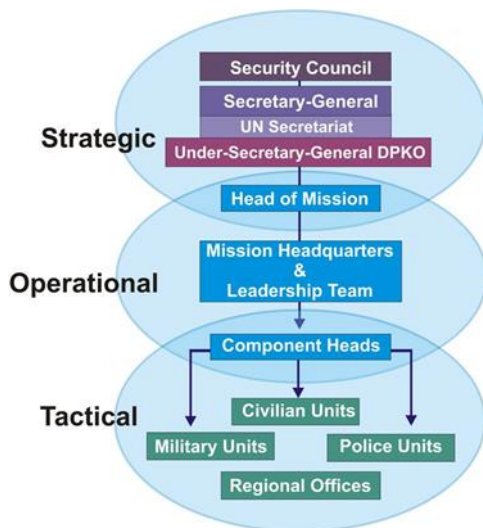 Security Council
Secretary-General
UN Secretariat
Strategic
Under-Secretary-General DPKO
Head of Mission
Mission Headquarters
&
Leadership Team
Operational
Component Heads
Tactical
Civilian Units
Military Units
Police Units
Regional Offices